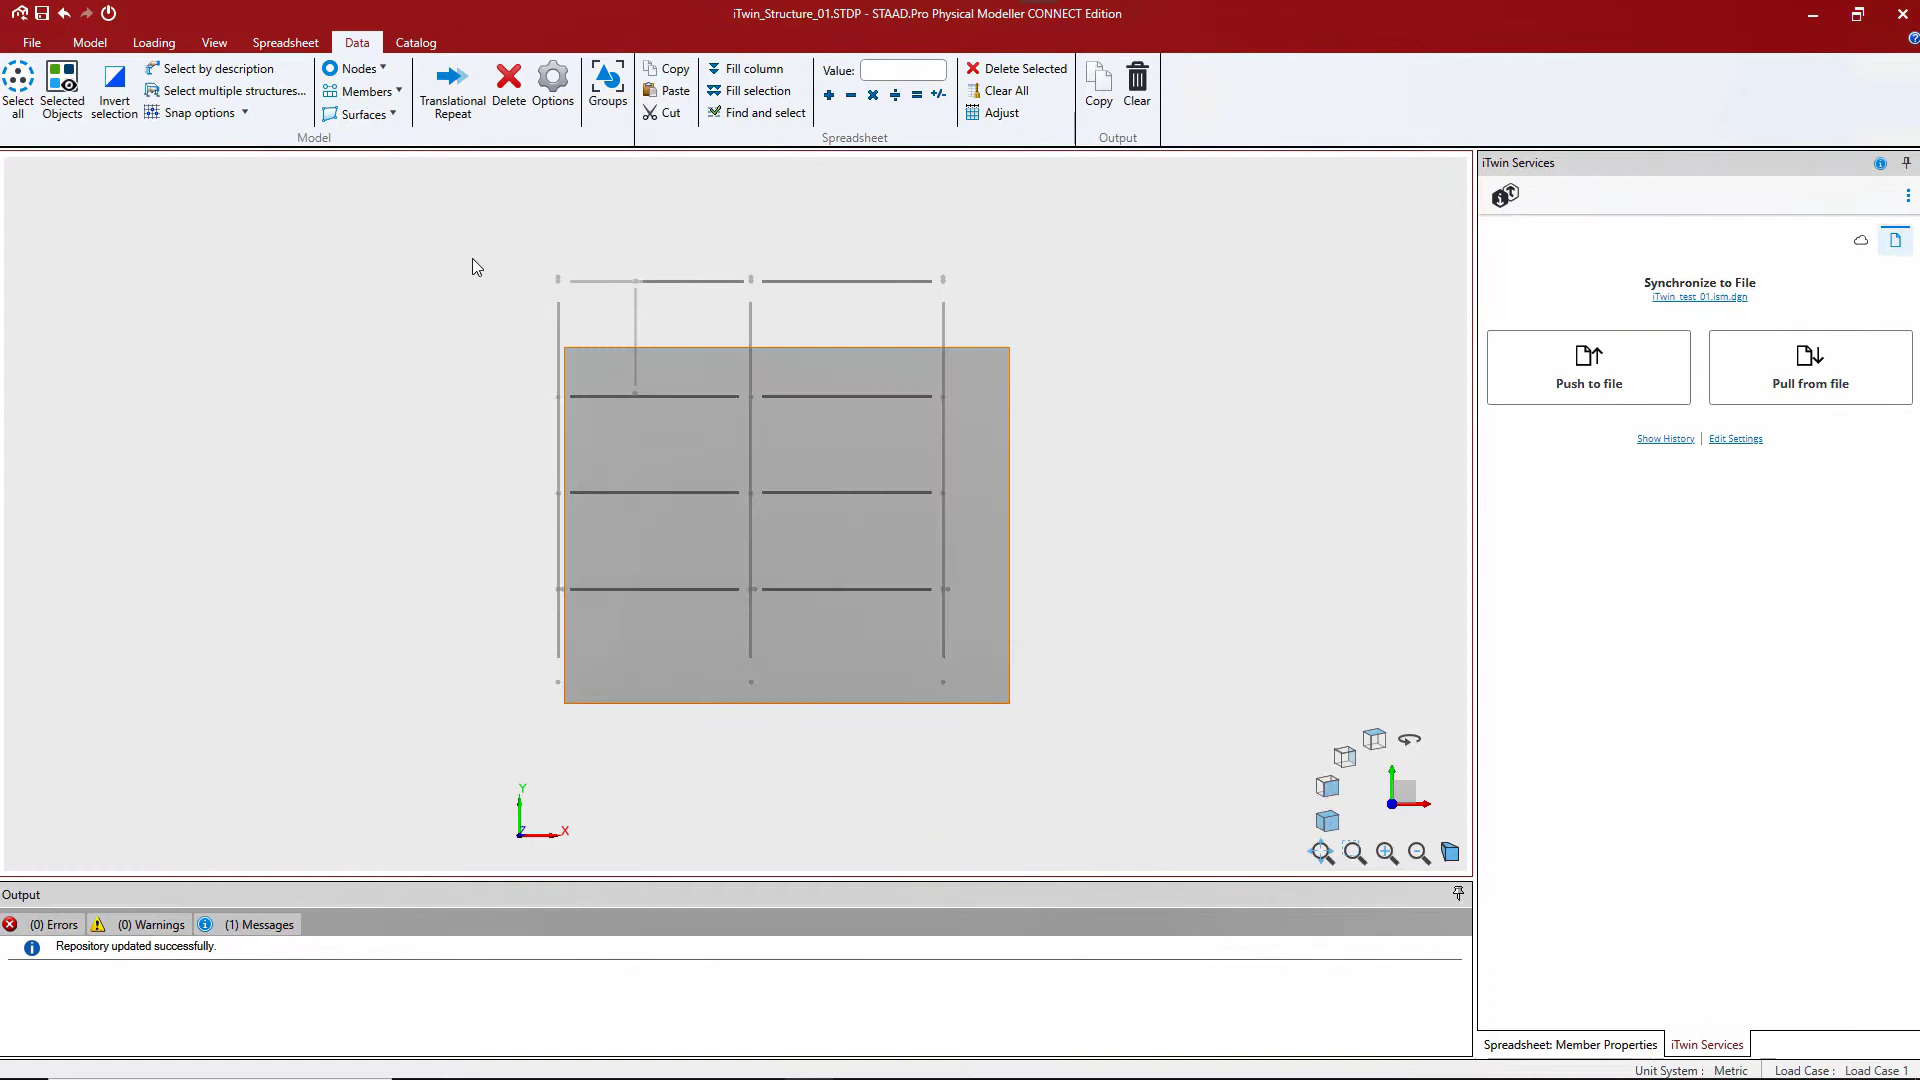 iTwin_Structure_01.STDP - STAAD.Pro Physical Modeller CONNECT Edition
File Model Loading View Spreadsheet Data Catalog
Select all
Selected Objects
Invert selection
Select by description
Select multiple structures...
Snap options
Nodes
Members
Surfaces
Translational Repeat
Delete
Options
Model
Groups
Copy
Paste
Cut
Fill column
Fill selection
Find and select
Value:
Spreadsheet
Delete Selected
Clear All
Adjust
Copy
Clear
Output
iTwin Services
Synchronize to File
iTwin_test_01.ism.dgn
Push to file
Pull from file
Show History
Edit Settings
Y
Z
X
Output
(0) Errors
(0) Warnings
(1) Messages
Repository updated successfully.
Spreadsheet: Member Properties
iTwin Services
Unit System : Metric
Load Case : Load Case 1